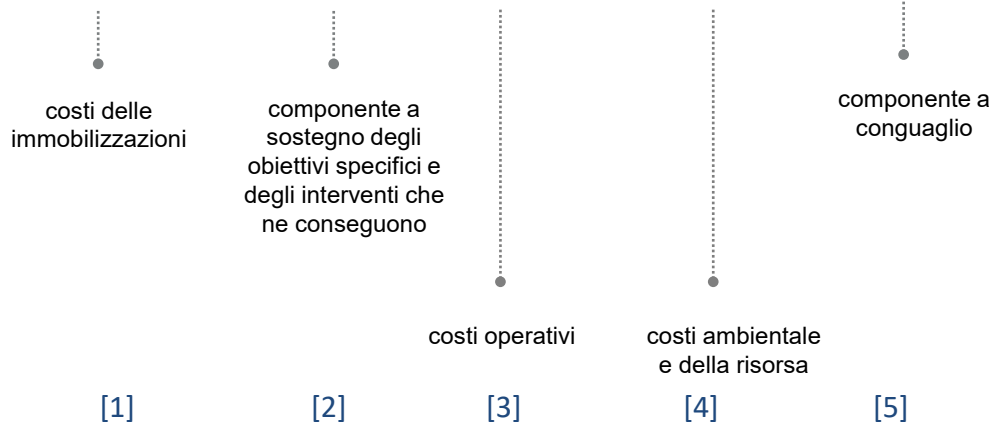 costi delle
immobilizzazioni
componente a
sostegno degli
obiettivi specifici e
degli interventi che
ne conseguono
costi operativi
costi ambientale
e della risorsa
componente a
conguaglio
[1] [2] [3] [4] [5]